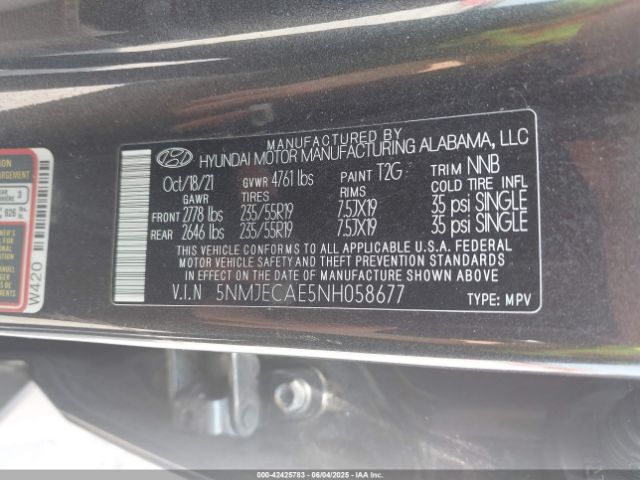 MANUFACTURED BY
HYUNDAI MOTOR MANUFACTURING ALABAMA, LLC
Oct/18/21 GVWR 4761 lbs PAINT T2G TRIM NNB
GAWR TIRES RIMS COLD TIRE INFL
FRONT 2778 lbs 235/55R19 7.5JX19 35 psi SINGLE
REAR 2646 lbs 235/55R19 7.5JX19 35 psi SINGLE
THIS VEHICLE CONFORMS TO ALL APPLICABLE U.S.A. FEDERAL
MOTOR VEHICLE SAFETY AND THEFT PREVENTION STANDARDS
IN EFFECT ON THE DATE OF MANUFACTURE SHOWN ABOVE.
V.I.N 5NMJECAE5NH058677 TYPE: MPV
W420
000-42425783 - 06/04/2025 - COPYRIGHT IAA, LLC.